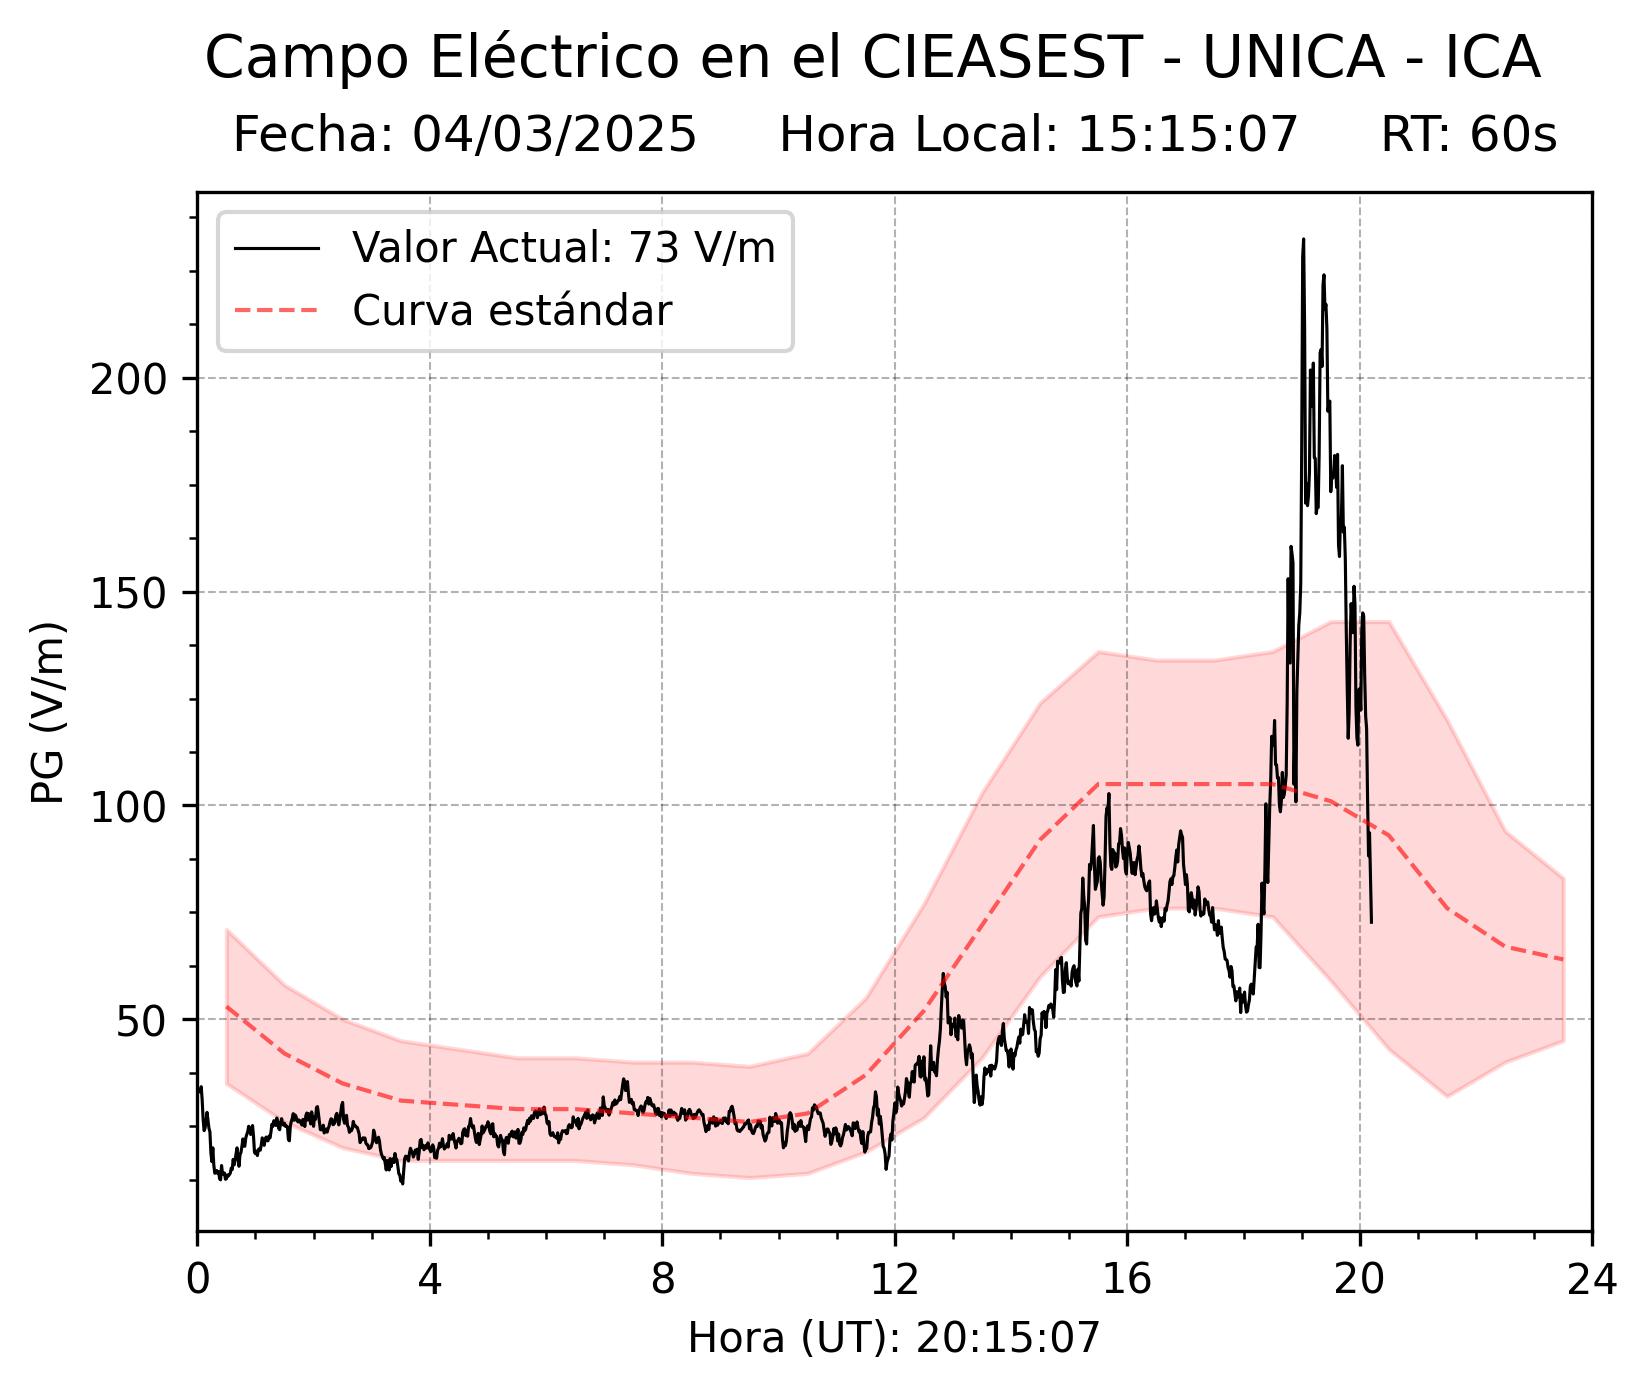 Campo Eléctrico en el CIEASEST - UNICA - ICA
Fecha: 04/03/2025 Hora Local: 15:15:07 RT: 60s
Valor Actual: 73 V/m
Curva estándar
PG (V/m)
200
150
100
50
0 4 8 12 16 20 24
Hora (UT): 20:15:07